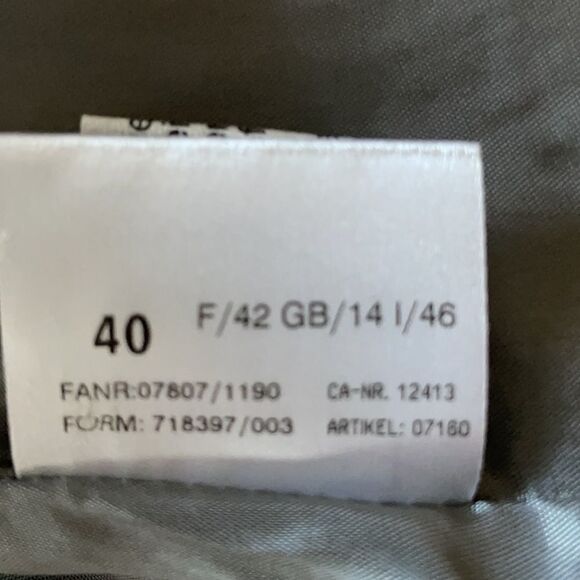 40 F/42 GB/14 I/46
FANR:07807/1190 CA-NR. 12413
FORM: 718397/003 ARTIKEL: 07160